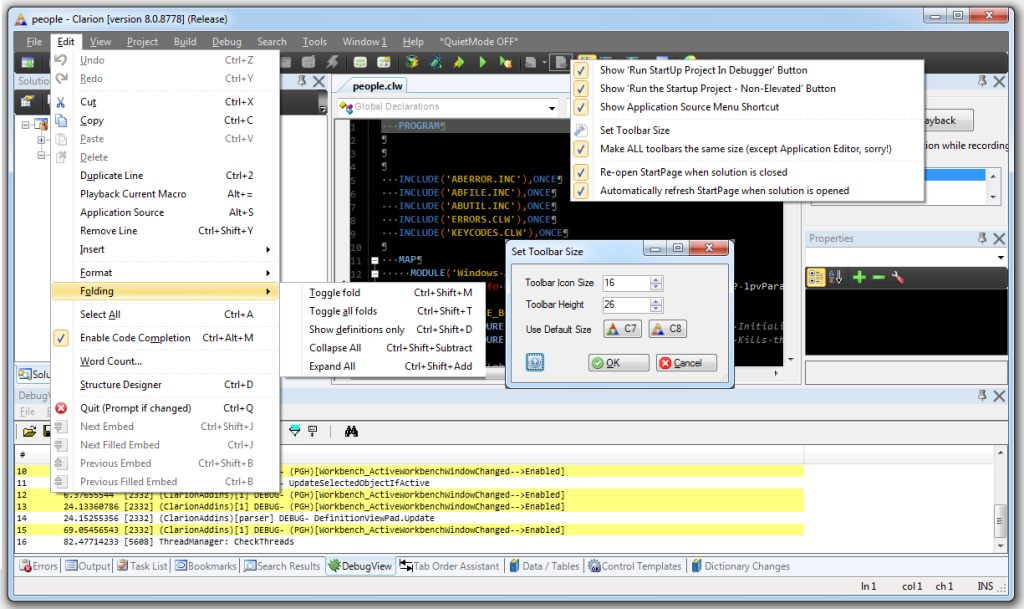 people - Clarion [version 8.0.8778] (Release)
File Edit View Project Build Debug Search Tools Window 1 Help *QuietMode OFF*
Undo Ctrl+Z
Redo Ctrl+Y
Cut Ctrl+X
Copy Ctrl+C
Paste Ctrl+V
Delete
Duplicate Line Ctrl+2
Playback Current Macro Alt+=
Application Source Alt+S
Remove Line Ctrl+Shift+Y
Insert
Format
Folding
Select All Ctrl+A
Enable Code Completion Ctrl+Alt+M
Word Count...
Structure Designer Ctrl+D
Quit (Prompt if changed) Ctrl+Q
Next Embed Ctrl+Shift+J
Next Filled Embed Ctrl+J
Previous Embed Ctrl+Shift+B
Previous Filled Embed Ctrl+B
Toggle fold Ctrl+Shift+M
Toggle all folds Ctrl+Shift+T
Show definitions only Ctrl+Shift+D
Collapse All Ctrl+Shift+Subtract
Expand All Ctrl+Shift+Add
Solutio
people.clw
Global Declarations
1 ···PROGRAM¶
2 ¶
3 ¶
4 ¶
5 ···INCLUDE('ABERROR.INC'),ONCE¶
6 ···INCLUDE('ABFILE.INC'),ONCE¶
7 ···INCLUDE('ABUTIL.INC'),ONCE¶
8 ···INCLUDE('ERRORS.CLW'),ONCE¶
9 ···INCLUDE('KEYCODES.CLW'),ONCE¶
10 ¶
11 ···MAP¶
12 ·····MODULE('Windows·
Show 'Run StartUp Project In Debugger' Button
Show 'Run the Startup Project - Non-Elevated' Button
Show Application Source Menu Shortcut
Set Toolbar Size
Make ALL toolbars the same size (except Application Editor, sorry!)
Re-open StartPage when solution is closed
Automatically refresh StartPage when solution is opened
ayback
ion while recording
Properties
Set Toolbar Size
Toolbar Icon Size 16
Toolbar Height 26
Use Default Size C7 C8
OK Cancel
Solu
Debug
File
#
10 - (PGH)[Workbench_ActiveWorkbenchWindowChanged-->Enabled]
11 - UpdateSelectedObjectIfActive
12 6.37655544 [2332] (ClarionAddins)[1] DEBUG- (PGH)[Workbench_ActiveWorkbenchWindowChanged-->Enabled]
13 24.13360786 [2332] (ClarionAddins)[1] DEBUG- (PGH)[Workbench_ActiveWorkbenchWindowChanged-->Enabled]
14 24.15255356 [2332] (ClarionAddins)[parser] DEBUG- DefinitionViewPad.Update
15 69.05456543 [2332] (ClarionAddins)[1] DEBUG- (PGH)[Workbench_ActiveWorkbenchWindowChanged-->Enabled]
16 82.47714233 [5608] ThreadManager: CheckThreads
Errors Output Task List Bookmarks Search Results DebugView Tab Order Assistant Data / Tables Control Templates Dictionary Changes
ln 1 col 1 ch 1 INS